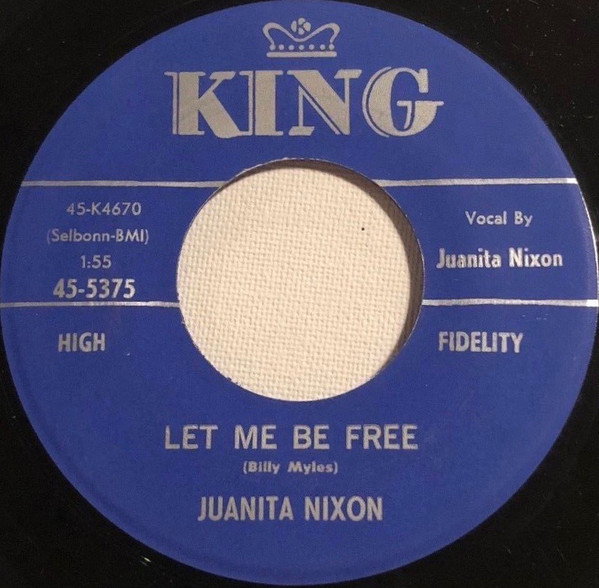 K
KING
45-K4670
(Selbonn-BMI)
1:55
45-5375
Vocal By
Juanita Nixon
HIGH
FIDELITY
LET ME BE FREE
(Billy Myles)
JUANITA NIXON